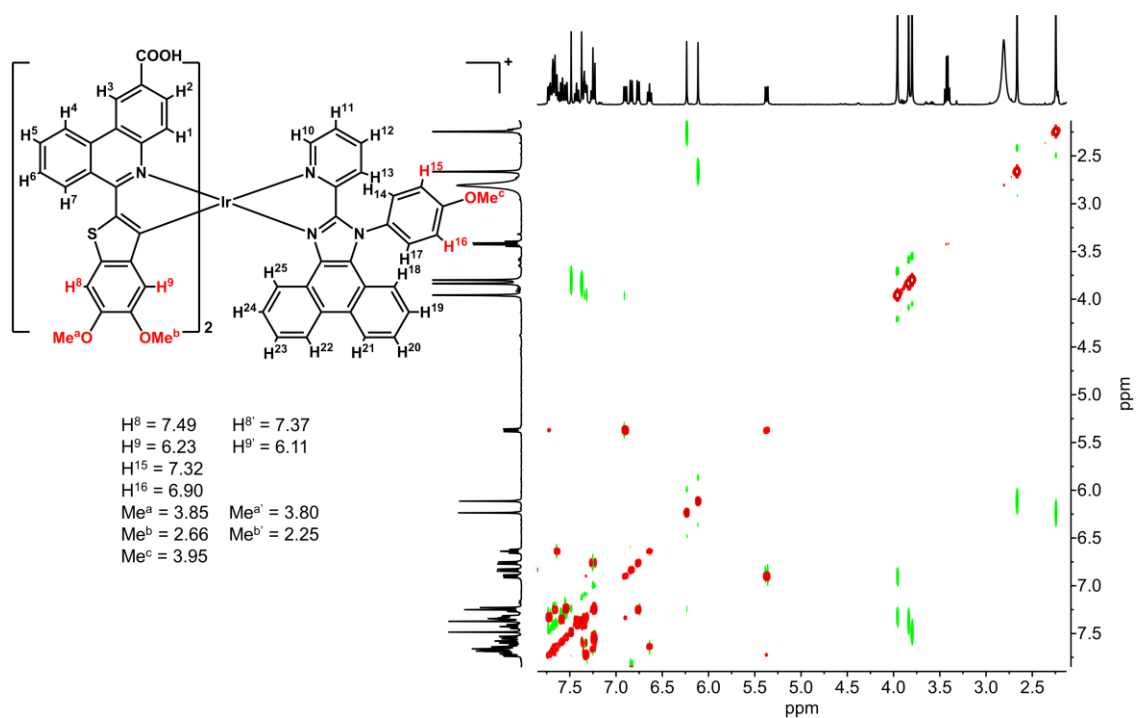 COOH
+
H³ H²
H⁴ H¹¹
H⁵ H¹ H¹⁰ H¹²
H⁶ N N H¹³ H¹⁵
H⁷ Ir H¹⁴ OMeᶜ
S N N H¹⁶
H¹⁷
H⁸ H⁹ H²⁵ H¹⁸
2 H²⁴ H¹⁹
MeᵃO OMeᵇ H²³ H²² H²¹ H²⁰
H⁸ = 7.49 H⁸' = 7.37
H⁹ = 6.23 H⁹' = 6.11
H¹⁵ = 7.32
H¹⁶ = 6.90
Meᵃ = 3.85 Meᵃ' = 3.80
Meᵇ = 2.66 Meᵇ' = 2.25
Meᶜ = 3.95
2.5
3.0
3.5
4.0
4.5
5.0
5.5
6.0
6.5
7.0
7.5
ppm
7.5 7.0 6.5 6.0 5.5 5.0 4.5 4.0 3.5 3.0 2.5
ppm